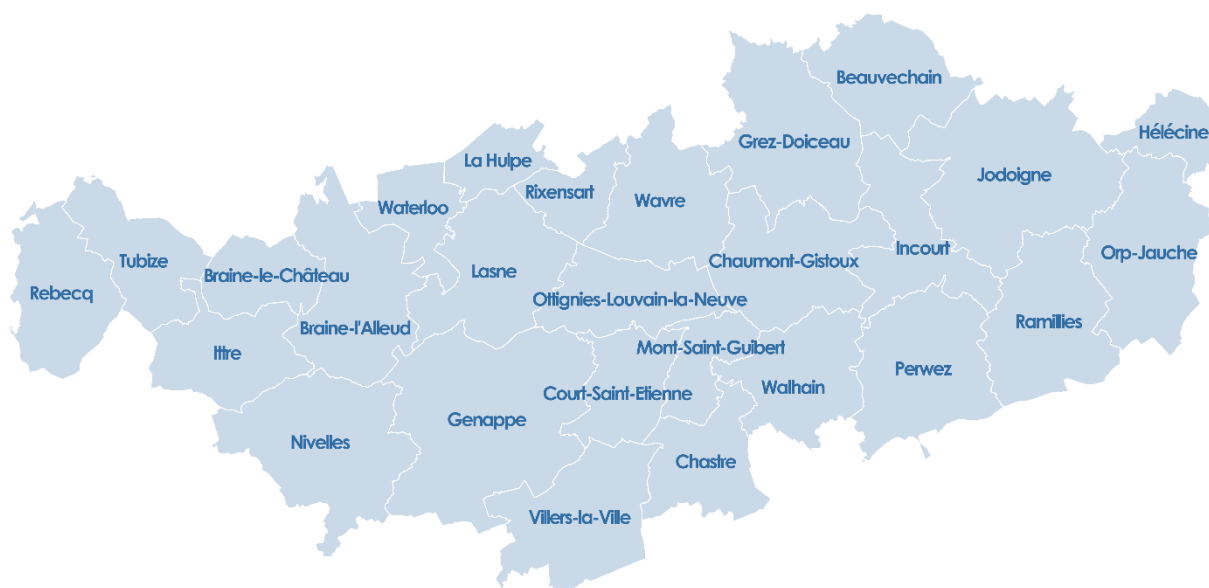 Beauvechain
Hélécine
Grez-Doiceau
La Hulpe
Jodoigne
Rixensart
Wavre
Waterloo
Incourt
Orp-Jauche
Tubize
Chaumont-Gistoux
Braine-le-Château
Lasne
Rebecq
Ottignies-Louvain-la-Neuve
Ramillies
Braine-l'Alleud
Mont-Saint-Guibert
Ittre
Perwez
Walhain
Court-Saint-Etienne
Genappe
Nivelles
Chastre
Villers-la-Ville